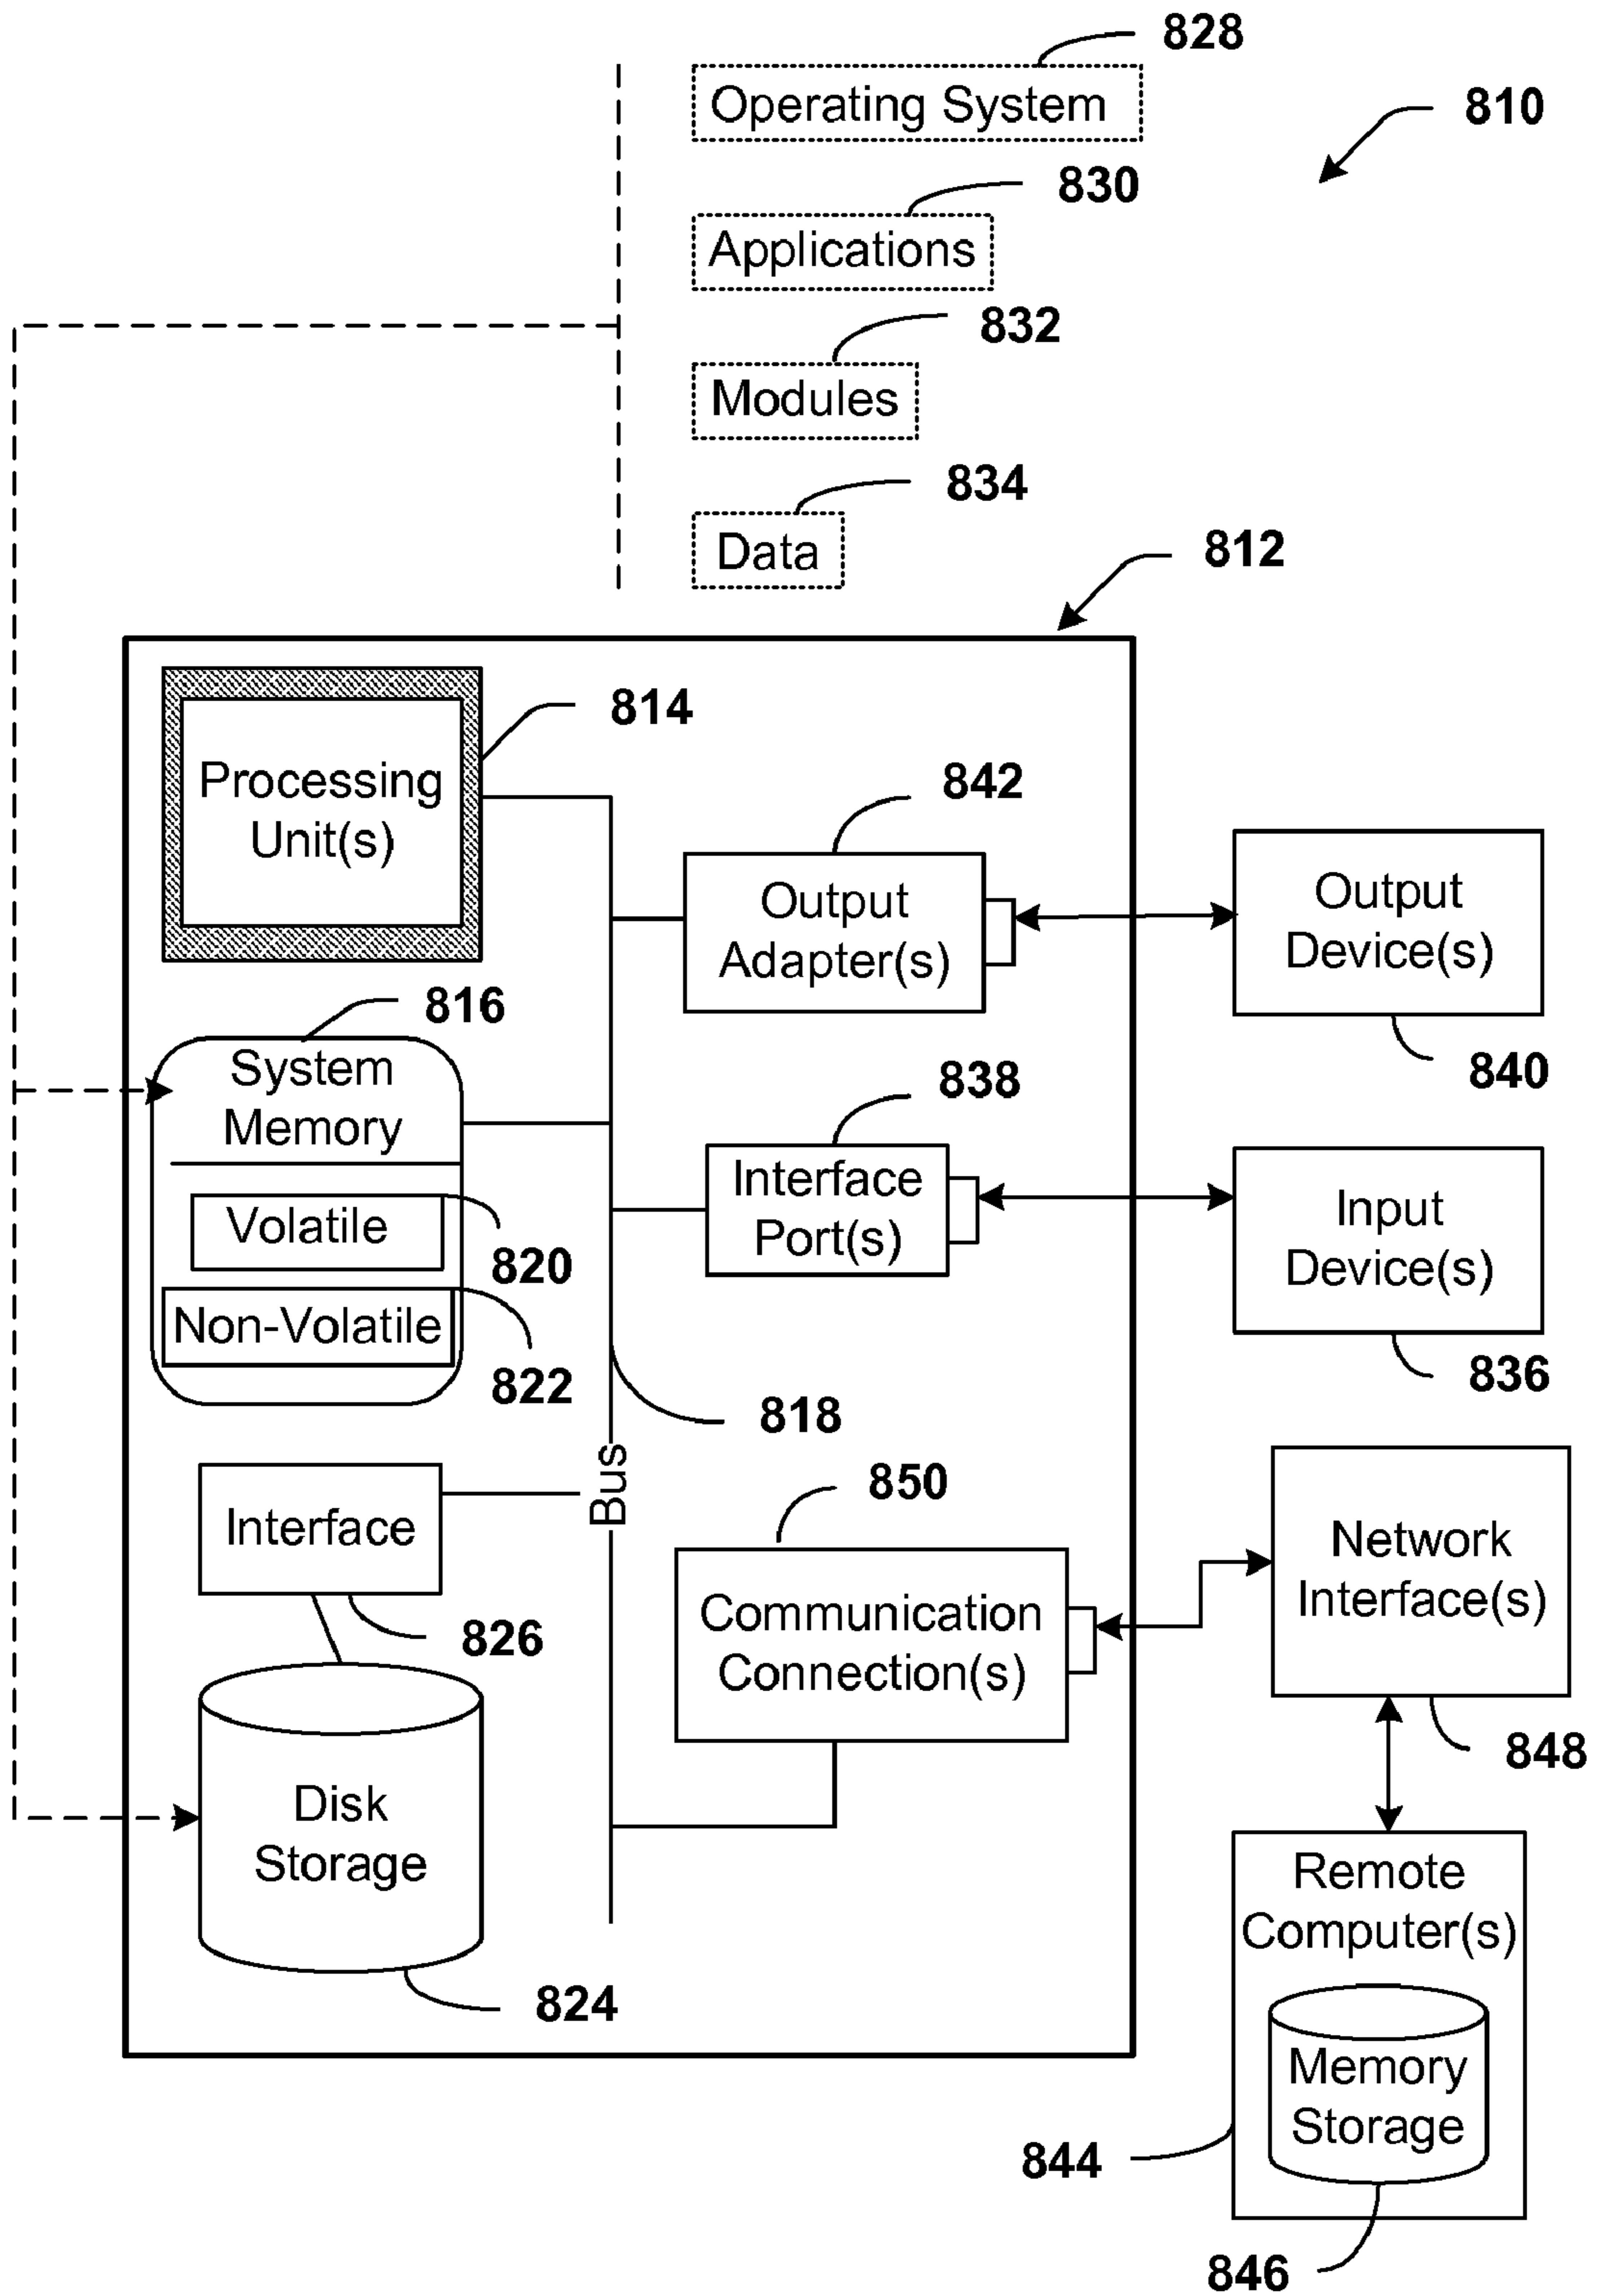 828
Operating System
810
830
Applications
832
Modules
834
Data
812
814
Processing
Unit(s)
842
Output
Adapter(s)
Output
Device(s)
840
816
System
Memory
838
Interface
Port(s)
Input
Device(s)
836
Volatile
820
Non-Volatile
822
818
Bus
850
Interface
826
Communication
Connection(s)
Network
Interface(s)
848
Disk
Storage
824
Remote
Computer(s)
Memory
Storage
844
846